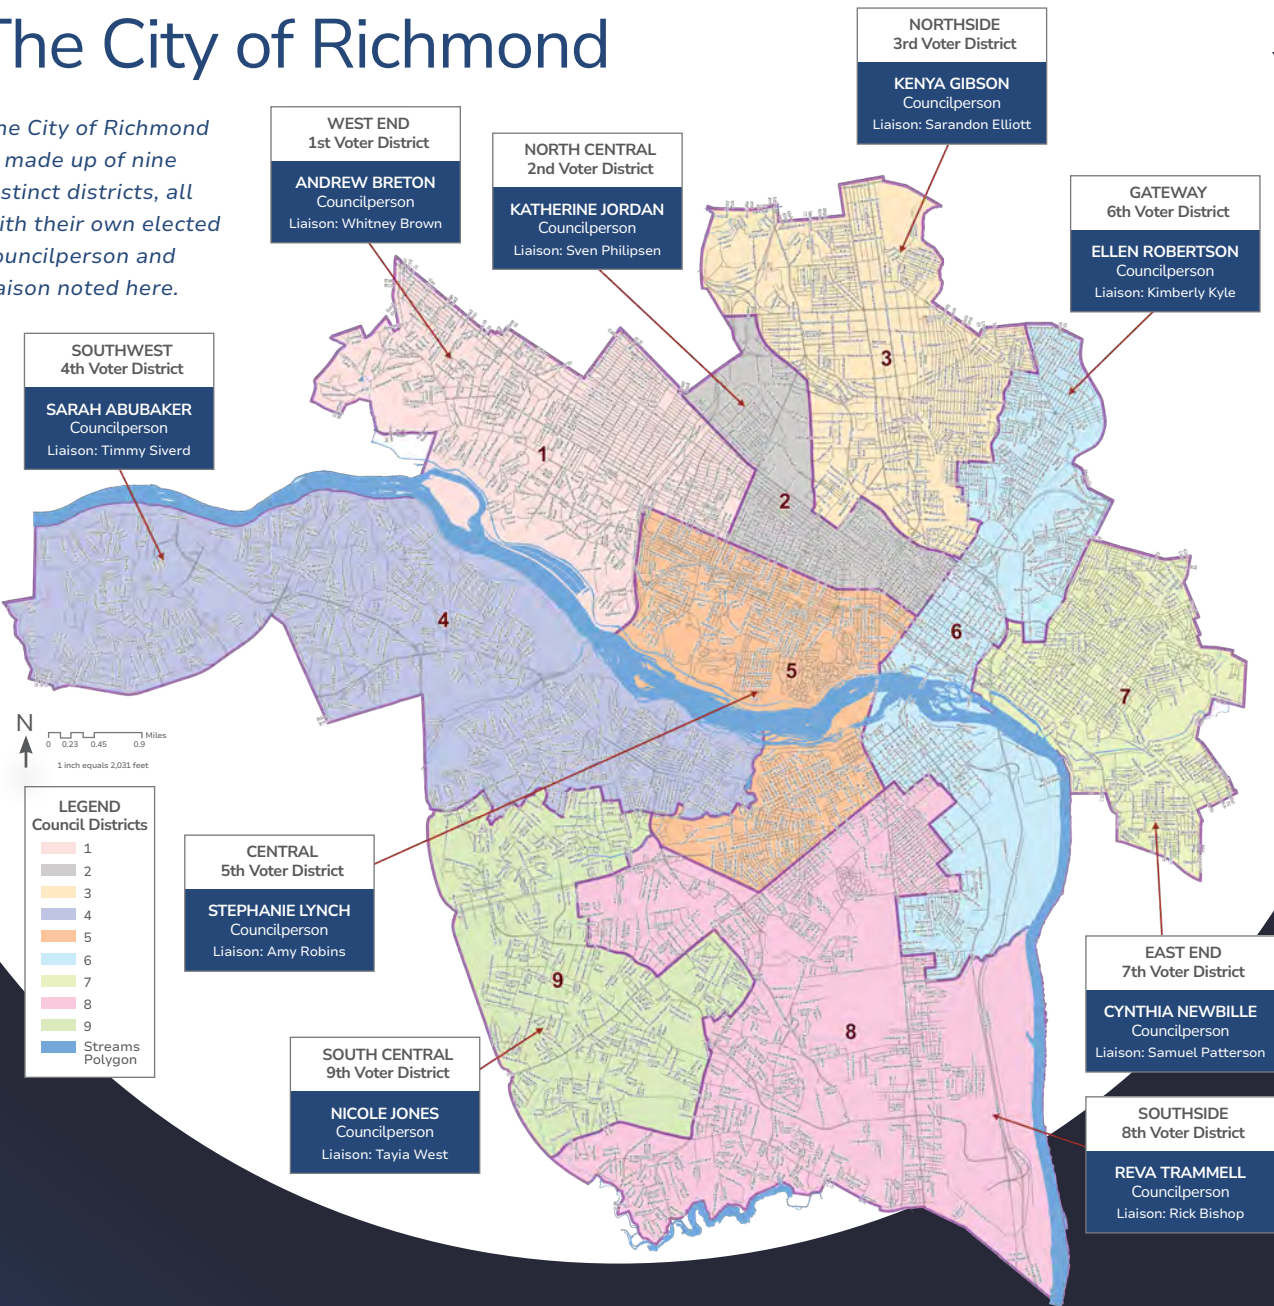 The City of Richmond
he City of Richmond
made up of nine
stinct districts, all
ith their own elected
ouncilperson and
aison noted here.
NORTHSIDE
3rd Voter District
KENYA GIBSON
Councilperson
Liaison: Sarandon Elliott
WEST END
1st Voter District
ANDREW BRETON
Councilperson
Liaison: Whitney Brown
NORTH CENTRAL
2nd Voter District
KATHERINE JORDAN
Councilperson
Liaison: Sven Philipsen
GATEWAY
6th Voter District
ELLEN ROBERTSON
Councilperson
Liaison: Kimberly Kyle
SOUTHWEST
4th Voter District
SARAH ABUBAKER
Councilperson
Liaison: Timmy Siverd
3
1
2
4
6
5
7
N
Miles
0 0.23 0.45 0.9
1 inch equals 2,031 feet
LEGEND
Council Districts
1
2
3
4
5
6
7
8
9
Streams
Polygon
CENTRAL
5th Voter District
STEPHANIE LYNCH
Councilperson
Liaison: Amy Robins
9
8
EAST END
7th Voter District
CYNTHIA NEWBILLE
Councilperson
Liaison: Samuel Patterson
SOUTH CENTRAL
9th Voter District
NICOLE JONES
Councilperson
Liaison: Tayia West
SOUTHSIDE
8th Voter District
REVA TRAMMELL
Councilperson
Liaison: Rick Bishop